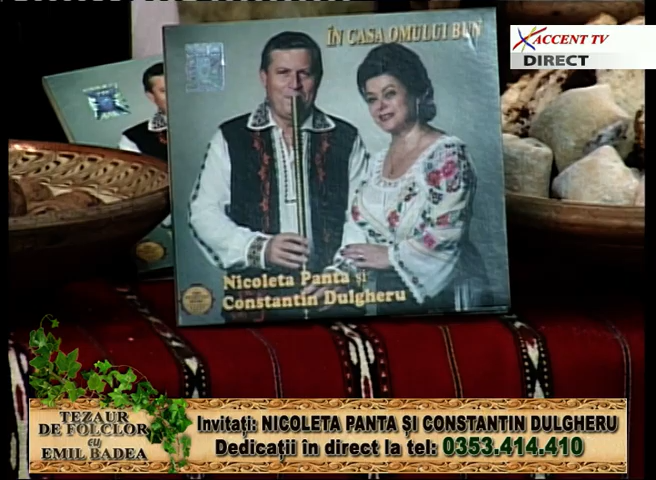 ÎN CASA OMULUI BUN
ACCENT TV
DIRECT
Nicoleta Panta și
Constantin Dulgheru
TEZAUR
DE FOLCLOR
cu
EMIL BADEA
Invitați: NICOLETA PANTA ȘI CONSTANTIN DULGHERU
Dedicații în direct la tel: 0353.414.410